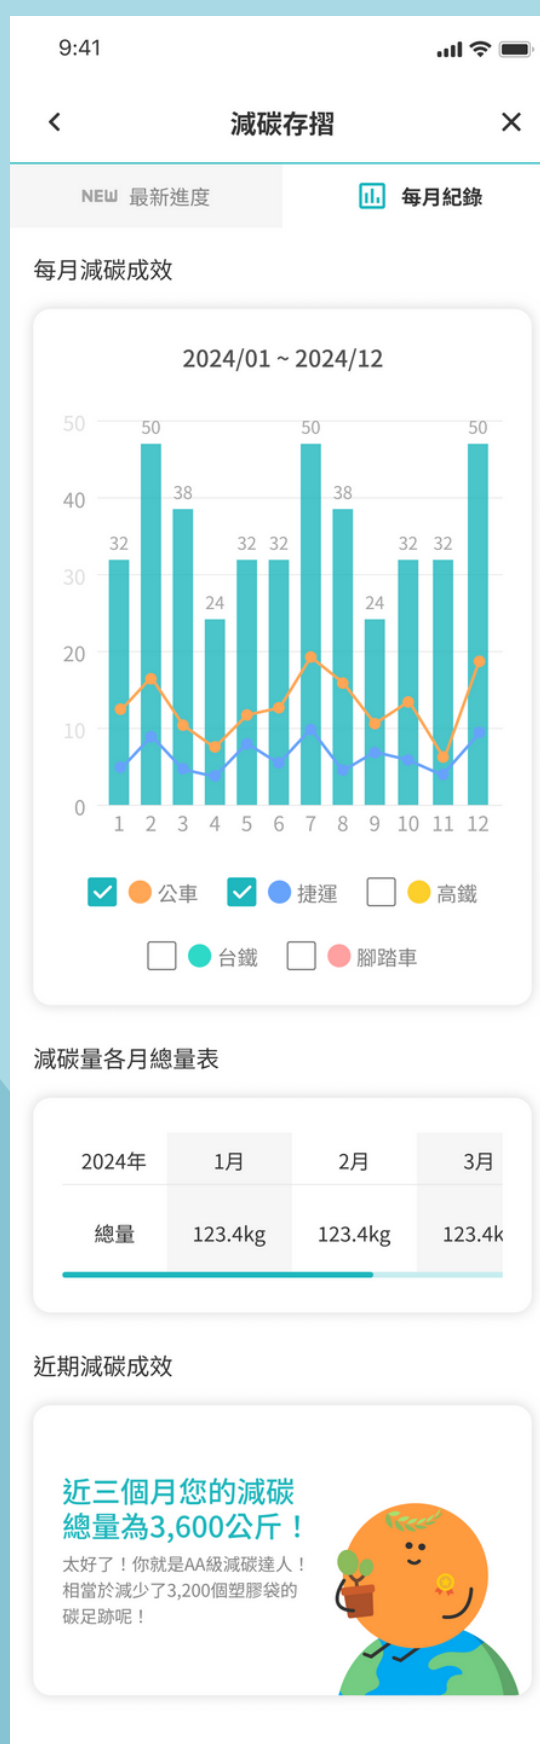 9:41
減碳存摺
NEW 最新進度
每月紀錄
每月減碳成效
2024/01 ~ 2024/12
50
40
30
20
10
0
32 50 38 24 32 32 50 38 24 32 32 50
1 2 3 4 5 6 7 8 9 10 11 12
公車 捷運 高鐵
台鐵 腳踏車
減碳量各月總量表
2024年 1月 2月 3月
總量 123.4kg 123.4kg 123.4k
近期減碳成效
近三個月您的減碳
總量為3,600公斤！
太好了！你就是AA級減碳達人！
相當於減少了3,200個塑膠袋的
碳足跡呢！